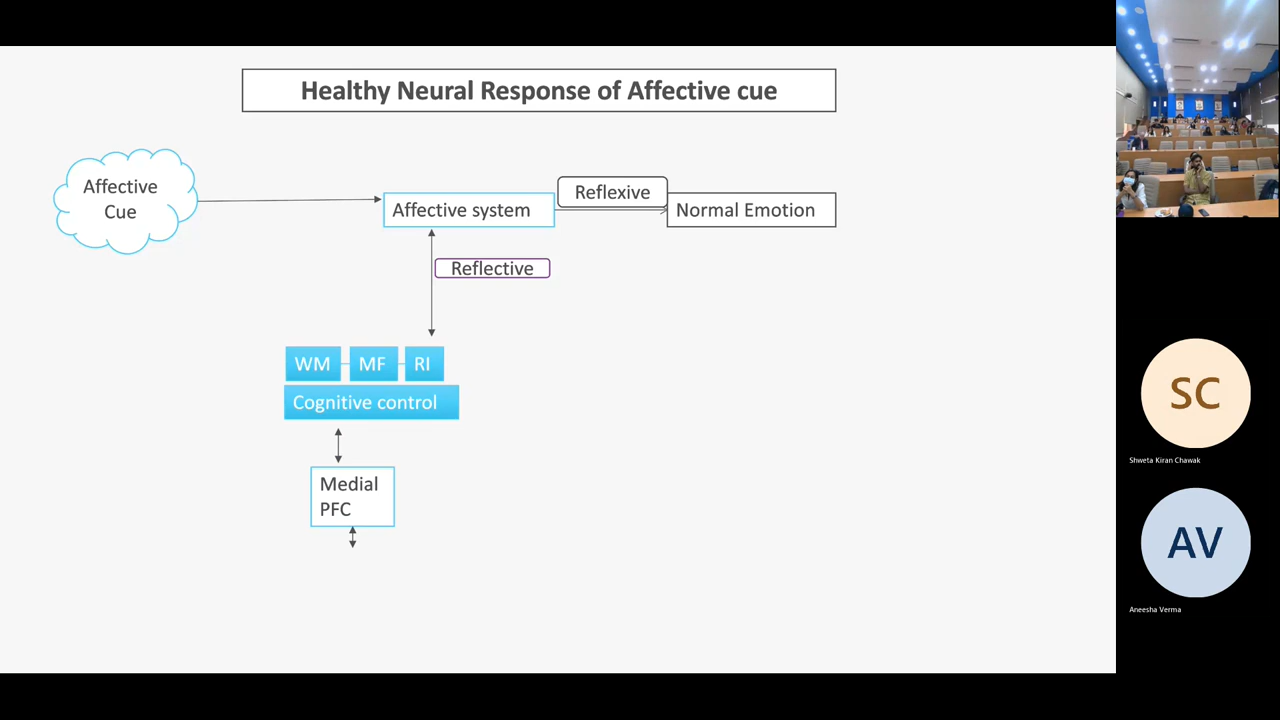 Healthy Neural Response of Affective cue
Affective
Cue
Affective system
Reflexive
Normal Emotion
Reflective
WM
MF
RI
Cognitive control
Medial
PFC
SC
Shweta Kiran Chawak
AV
Aneesha Verma